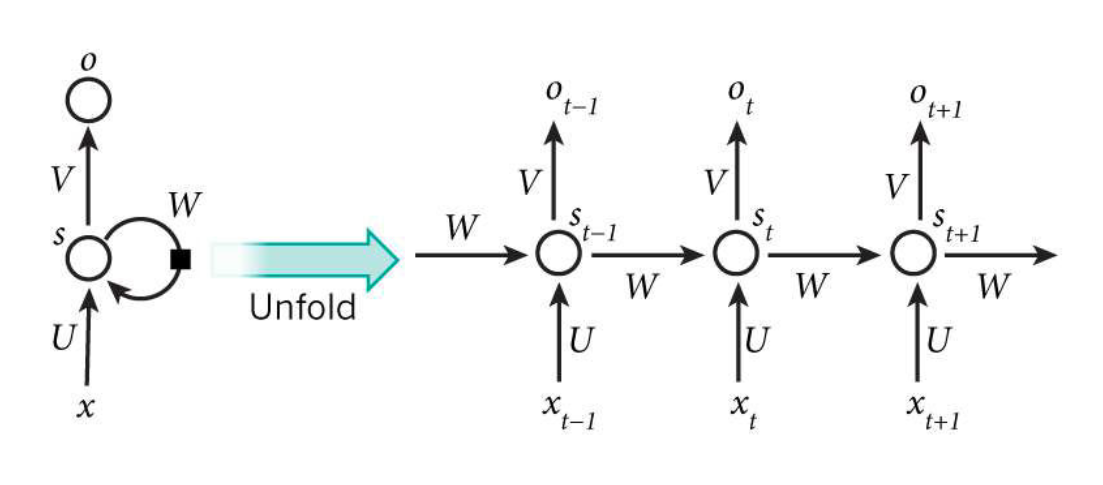 o
V
W
s
U
x
Unfold
o_{t-1} o_t o_{t+1}
V V V
W s_{t-1} s_t s_{t+1}
W W W
U U U
x_{t-1} x_t x_{t+1}